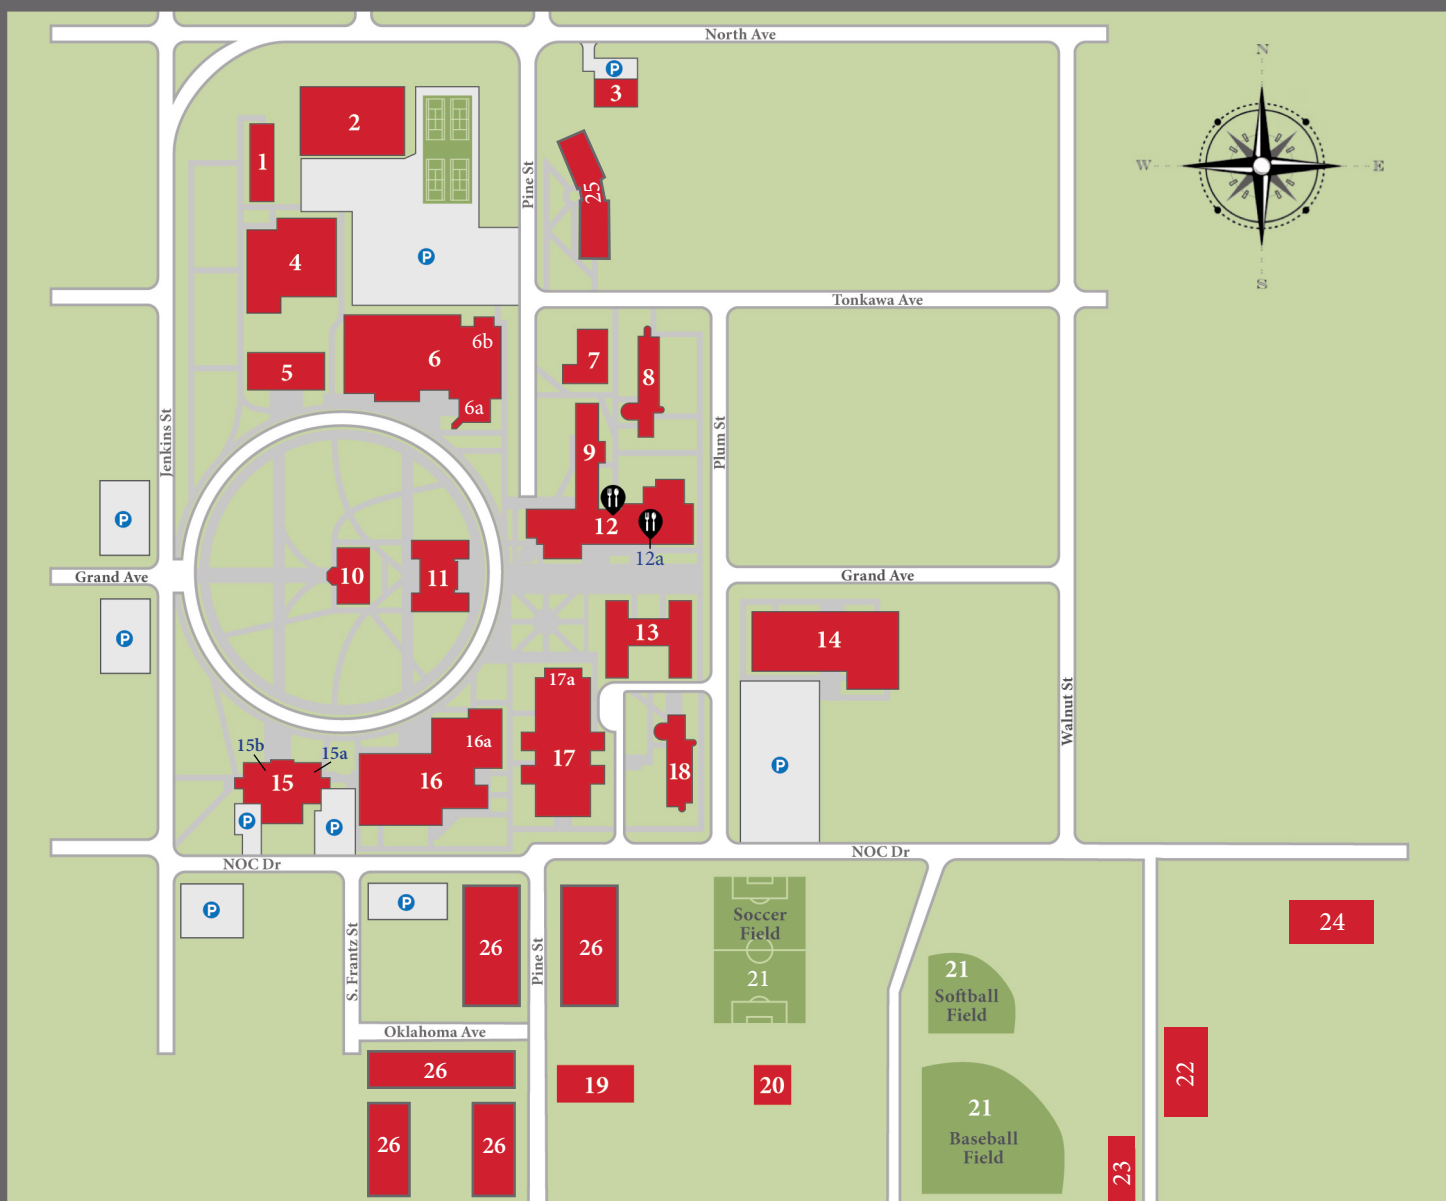 North Ave
N
W
E
S
P
3
2
1
Pine St
25
4
P
Tonkawa Ave
6b
6
7
5
8
6a
Jenkins St
Plum St
9
P
12
12a
Grand Ave
10
11
Grand Ave
P
13
14
17a
Walnut St
15b
15a
16a
17
P
15
16
18
P
P
NOC Dr
NOC Dr
P
P
26
26
S. Frantz St
Pine St
Soccer
Field
21
24
21
Softball
Field
Oklahoma Ave
26
19
20
22
21
Baseball
Field
26
26
23